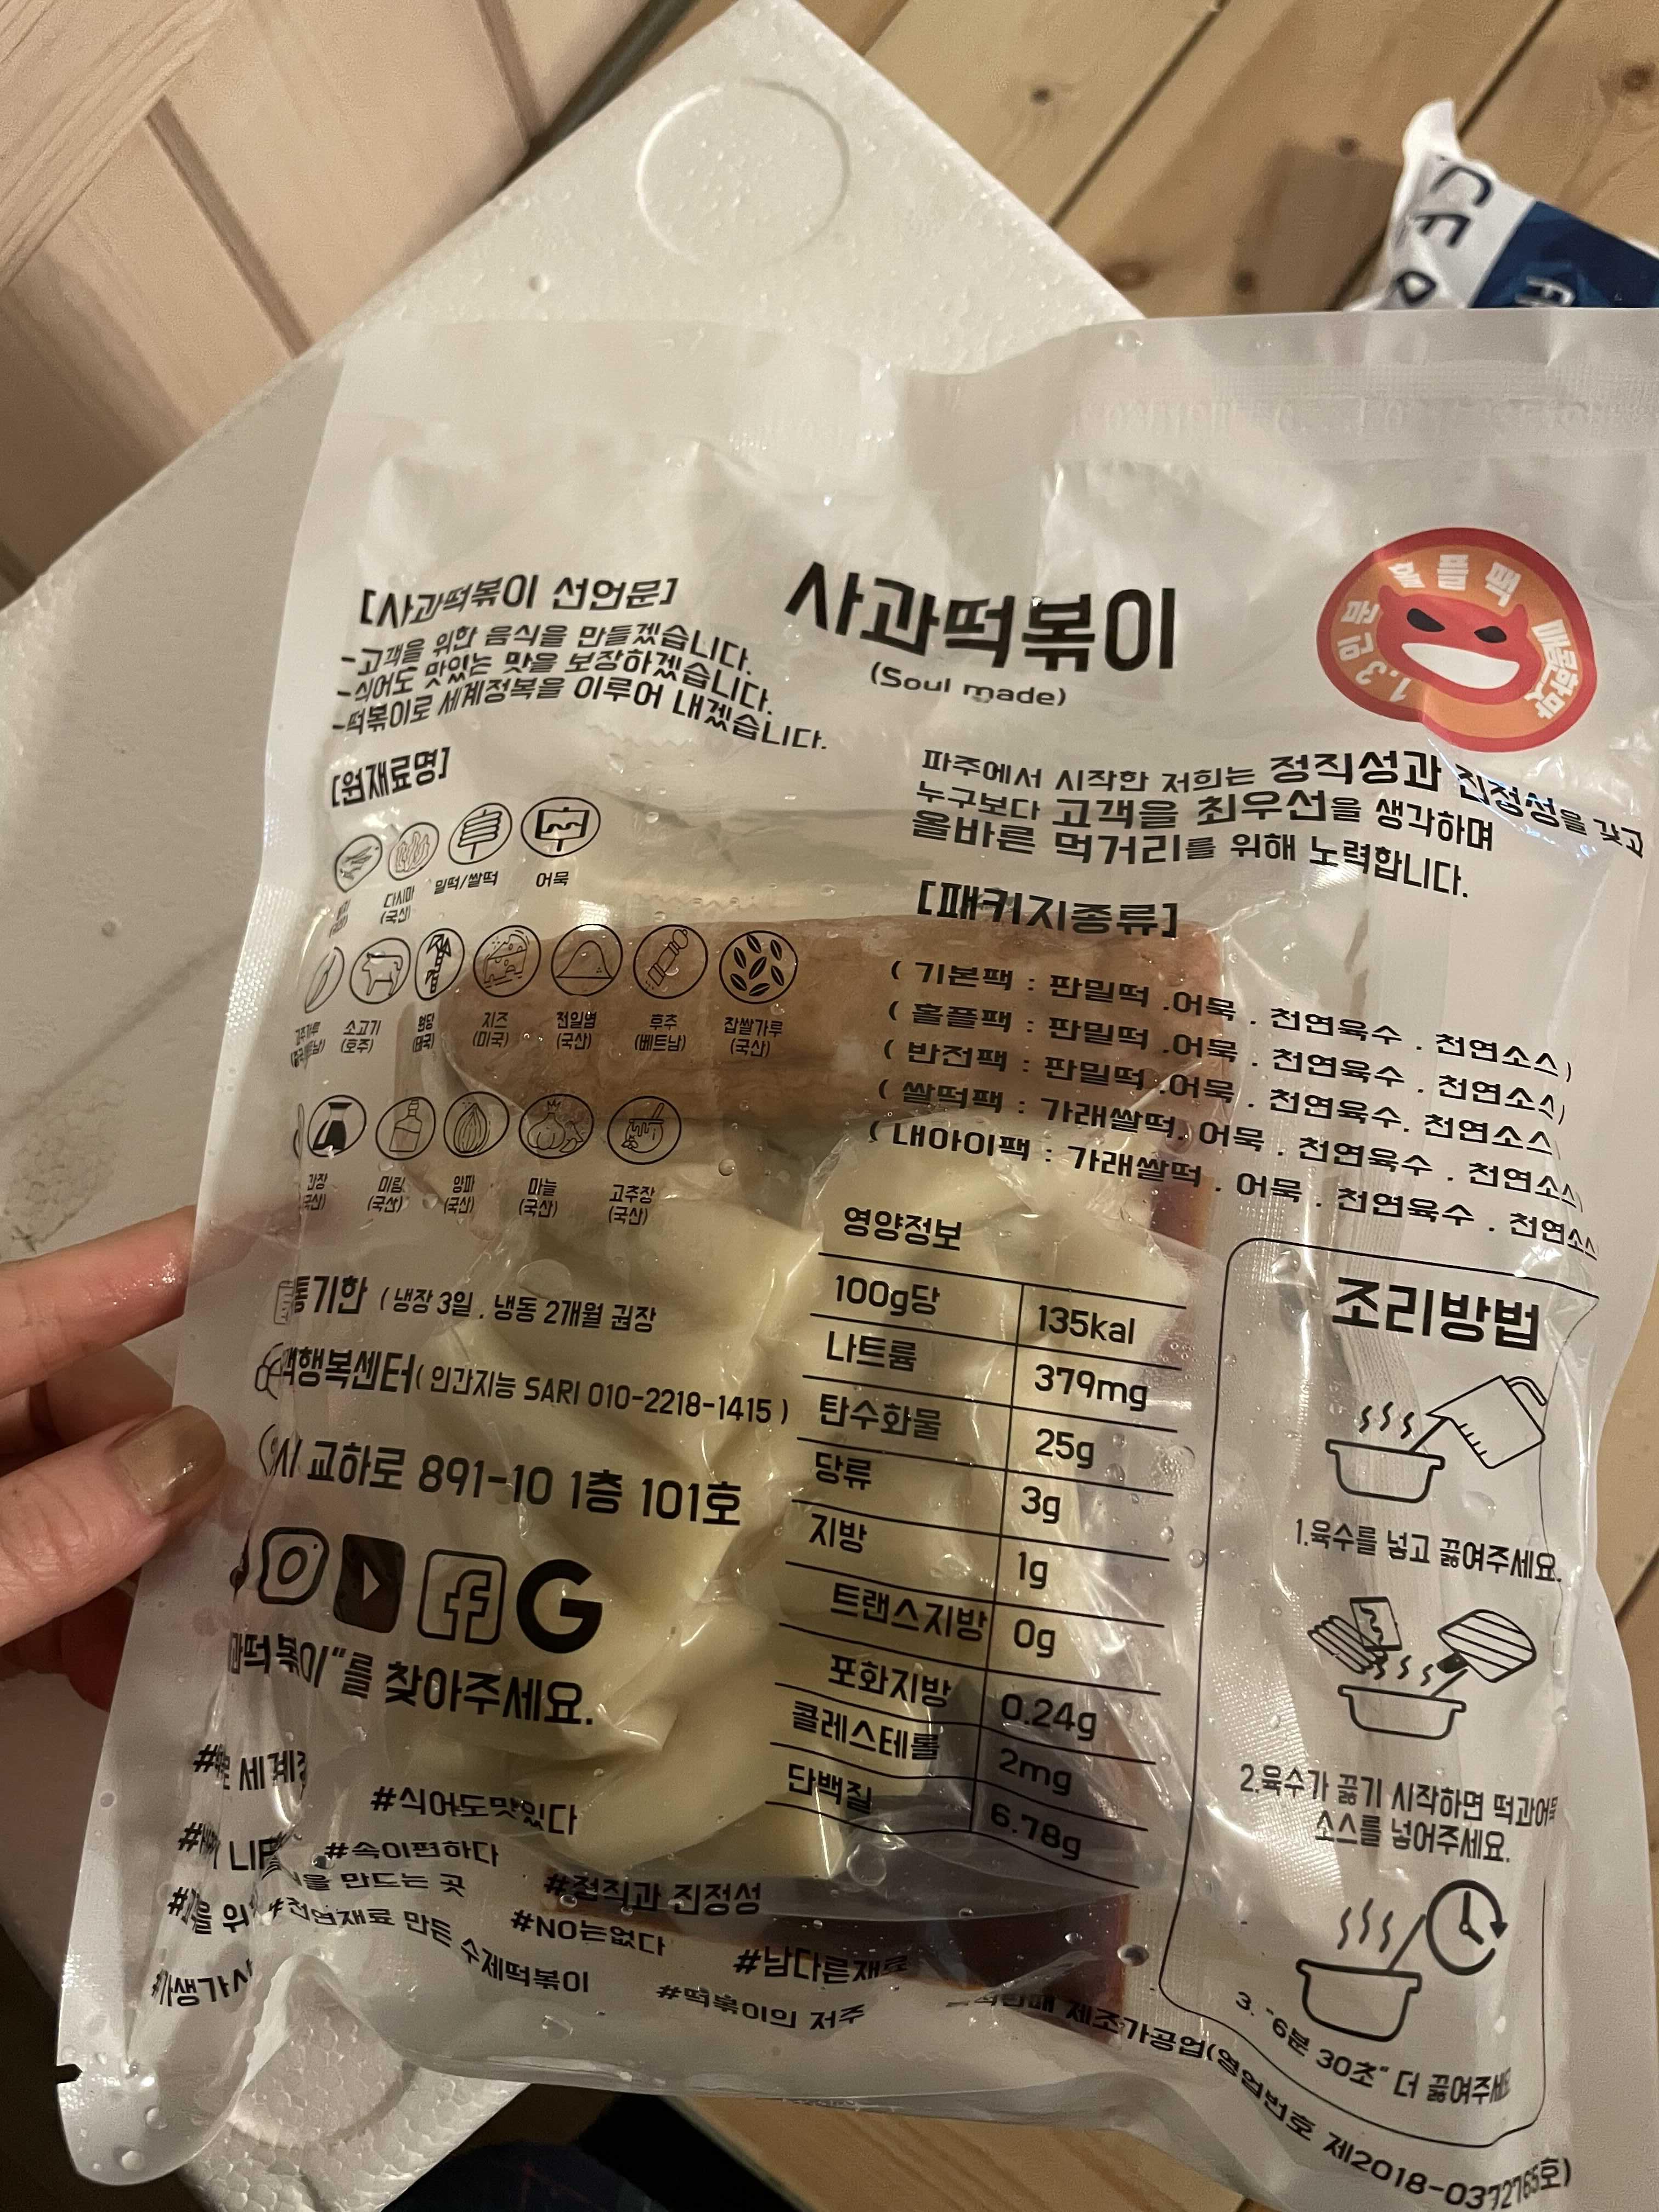 사과떡볶이
(Soul made)
홀플팩
매콤한맛
1.3인분
[사과떡볶이 선언문]
-고객을 위한 음식을 만들겠습니다.
-식어도 맛있는 맛을 보장하겠습니다.
-떡볶이로 세계정복을 이루어 내겠습니다.
[원재료명]
다시마 밀떡/쌀떡 어묵
(국산)
소고기 원당 치즈 천일염 후추 찹쌀가루
(호주) (태국) (미국) (국산) (베트남) (국산)
간장 미림 양파 마늘 고추장
(국산) (국산) (국산) (국산) (국산)
통기한 ( 냉장 3일 . 냉동 2개월 권장
행복센터( 인간지능 SARI 010-2218-1415 )
시 교하로 891-10 1층 101호
떡볶이"를 찾아주세요.
#식어도맛있다
#속이편하다
을 만드는 곳
#정직과 진정성
#천연재료 만든 수제떡볶이
#NO는없다
#남다른재료
#떡볶이의 저주
파주에서 시작한 저희는 정직성과 진정성을 갖고
누구보다 고객을 최우선을 생각하며
올바른 먹거리를 위해 노력합니다.
[패키지종류]
( 기본팩 : 판밀떡 .어묵 . 천연육수 . 천연소스)
( 홀플팩 : 판밀떡 .어묵 . 천연육수 . 천연소스)
( 반전팩 : 판밀떡 .어묵 . 천연육수. 천연소스)
( 쌀떡팩 : 가래쌀떡. 어묵 . 천연육수 . 천연소스)
( 내아이팩 : 가래쌀떡 . 어묵 . 천연육수 . 천연소스
영양정보
100g당 135kal
나트륨 379mg
탄수화물 25g
당류 3g
지방 1g
트랜스지방 0g
포화지방 0.24g
콜레스테롤 2mg
단백질 6.78g
조리방법
1.육수를 넣고 끓여주세요.
2.육수가 끓기 시작하면 떡과어묵
소스를 넣어주세요.
3. "6분 30초" 더 끓여주세요
제조가공업(영업번호 제2018-0372765호)